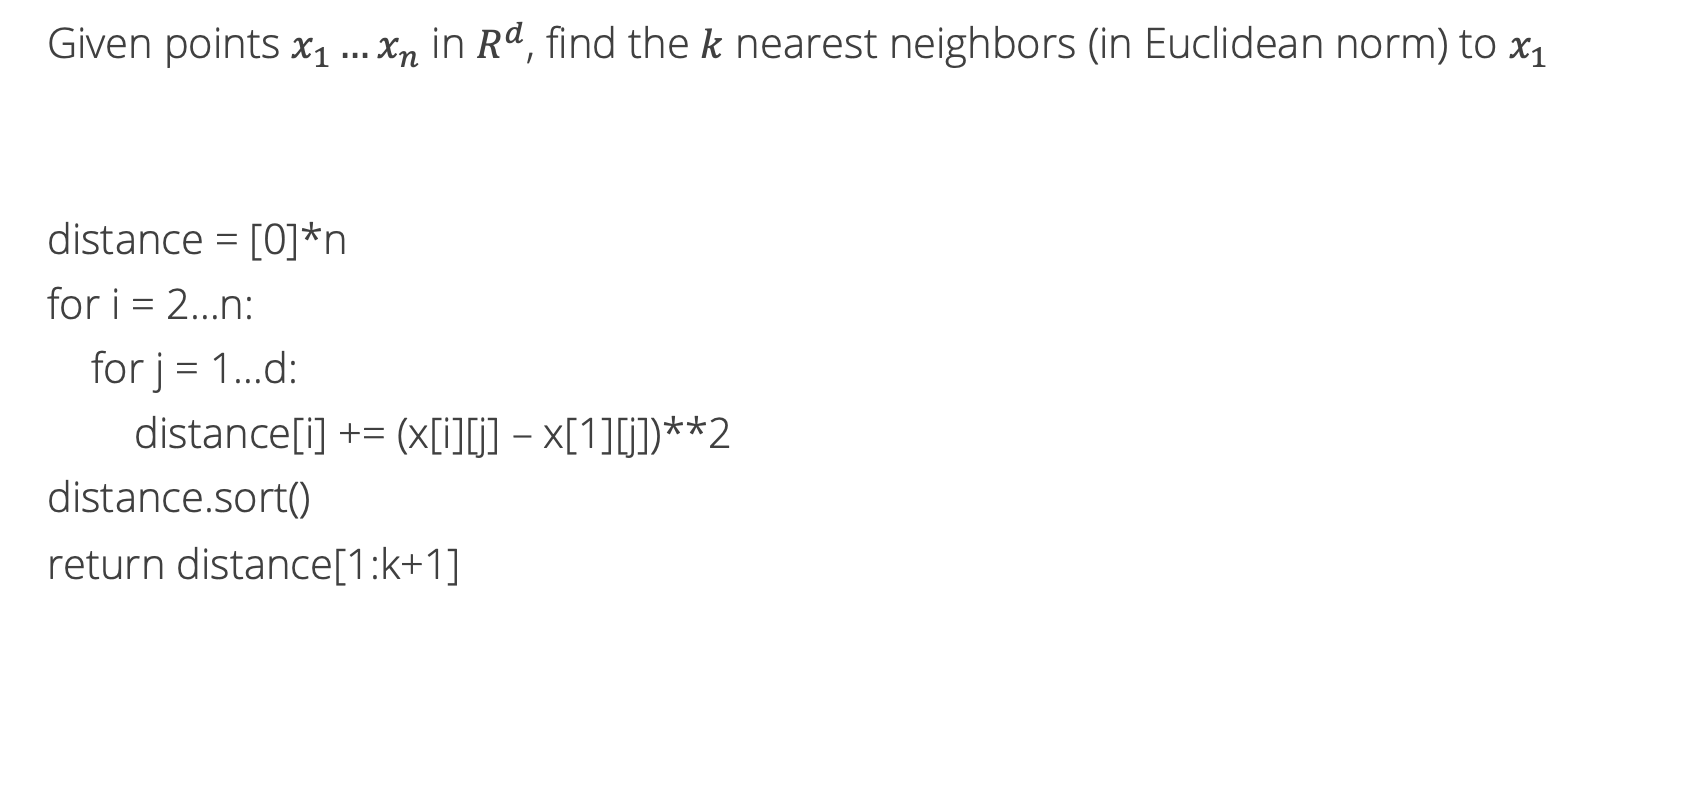 Given points x₁ ... xₙ in Rᵈ, find the k nearest neighbors (in Euclidean norm) to x₁
distance = [0]*n
for i = 2...n:
for j = 1...d:
distance[i] += (x[i][j] – x[1][j])**2
distance.sort()
return distance[1:k+1]